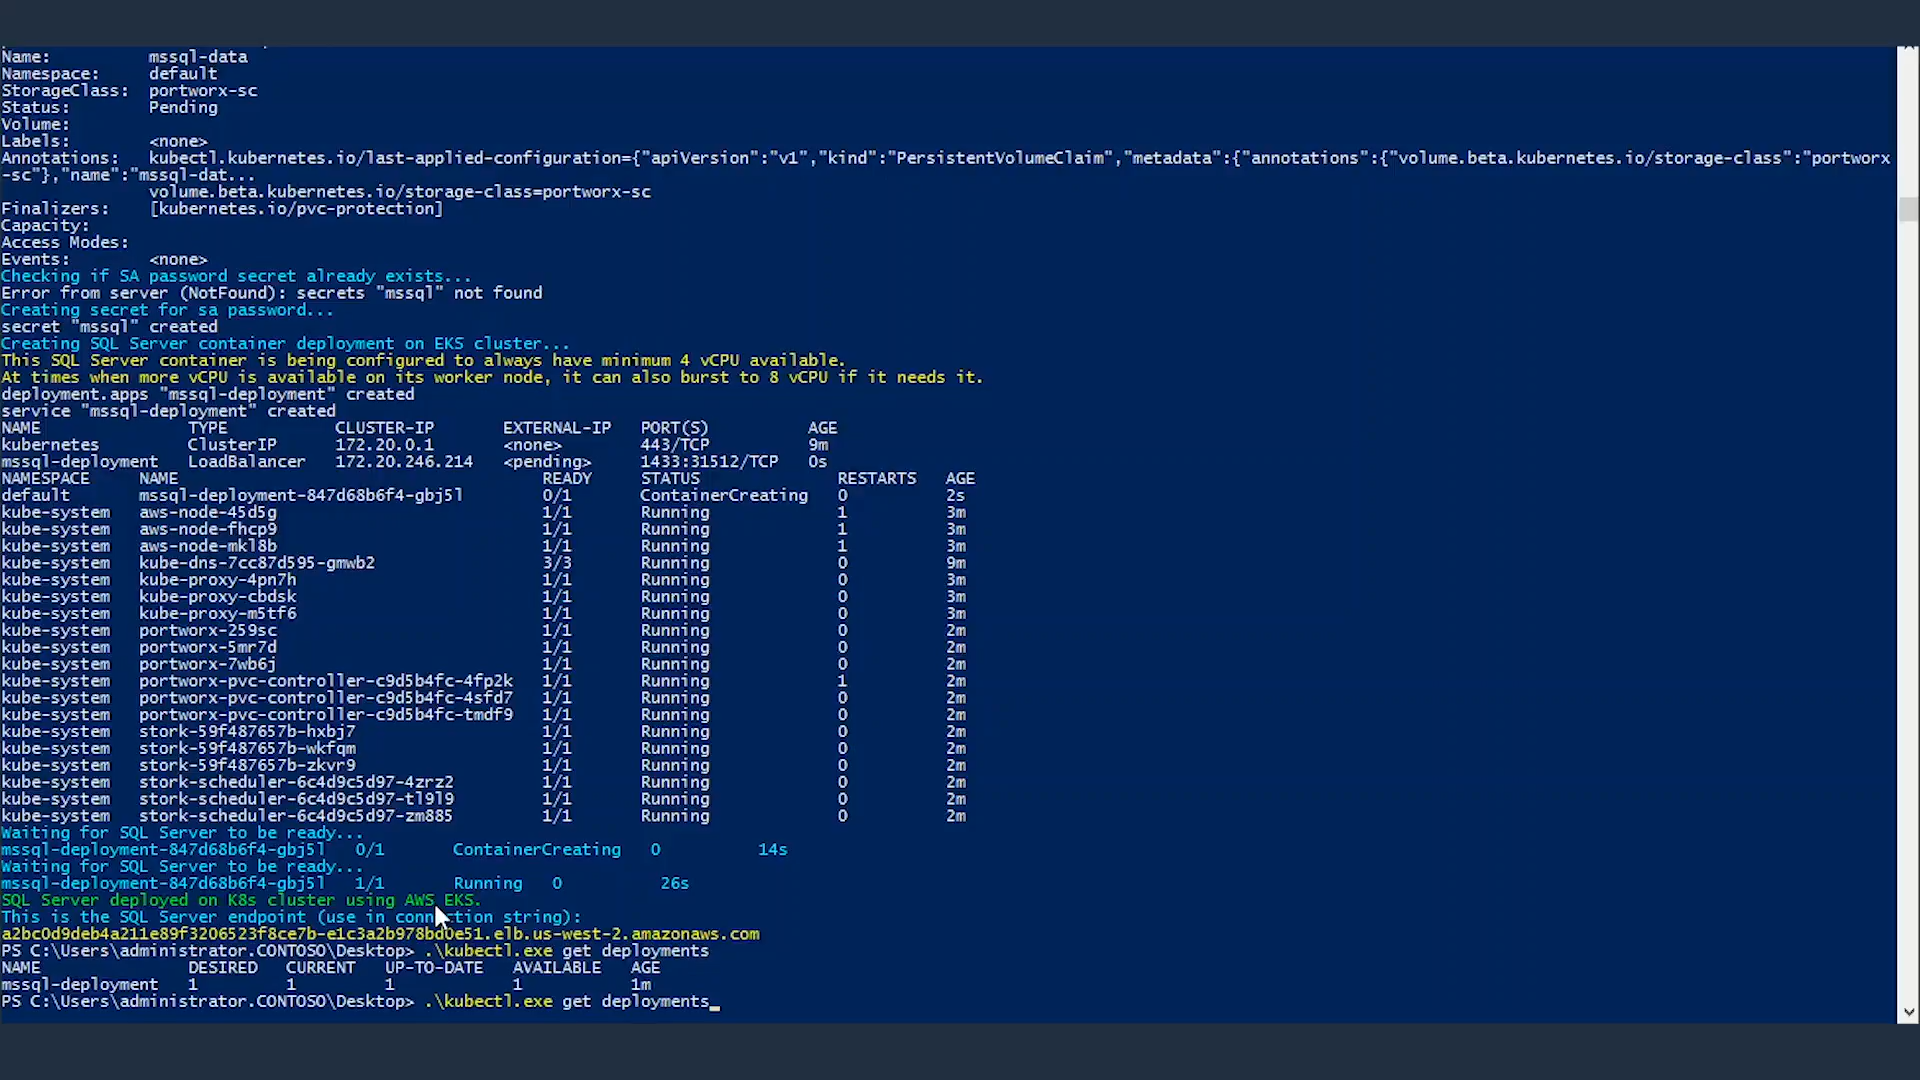 Name:          mssql-data
Namespace:     default
StorageClass:  portworx-sc
Status:        Pending
Volume:
Labels:        <none>
Annotations:   kubectl.kubernetes.io/last-applied-configuration={"apiVersion":"v1","kind":"PersistentVolumeClaim","metadata":{"annotations":{"volume.beta.kubernetes.io/storage-class":"portworx
-sc"},"name":"mssql-dat...
               volume.beta.kubernetes.io/storage-class=portworx-sc
Finalizers:    [kubernetes.io/pvc-protection]
Capacity:
Access Modes:
Events:        <none>
Checking if SA password secret already exists...
Error from server (NotFound): secrets "mssql" not found
Creating secret for sa password...
secret "mssql" created
Creating SQL Server container deployment on EKS cluster...
This SQL Server container is being configured to always have minimum 4 vCPU available.
At times when more vCPU is available on its worker node, it can also burst to 8 vCPU if it needs it.
deployment.apps "mssql-deployment" created
service "mssql-deployment" created
NAME               TYPE           CLUSTER-IP       EXTERNAL-IP   PORT(S)          AGE
kubernetes         ClusterIP      172.20.0.1       <none>        443/TCP          9m
mssql-deployment   LoadBalancer   172.20.246.214   <pending>     1433:31512/TCP   0s
NAMESPACE     NAME                                     READY     STATUS              RESTARTS   AGE
default       mssql-deployment-847d68b6f4-gbj5l        0/1       ContainerCreating   0          2s
kube-system   aws-node-45d5g                           1/1       Running             1          3m
kube-system   aws-node-fhcp9                           1/1       Running             1          3m
kube-system   aws-node-mkl8b                           1/1       Running             1          3m
kube-system   kube-dns-7cc87d595-gmwb2                 3/3       Running             0          9m
kube-system   kube-proxy-4pn7h                         1/1       Running             0          3m
kube-system   kube-proxy-cbdsk                         1/1       Running             0          3m
kube-system   kube-proxy-m5tf6                         1/1       Running             0          3m
kube-system   portworx-259sc                           1/1       Running             0          2m
kube-system   portworx-5mr7d                           1/1       Running             0          2m
kube-system   portworx-7wb6j                           1/1       Running             0          2m
kube-system   portworx-pvc-controller-c9d5b4fc-4fp2k   1/1       Running             1          2m
kube-system   portworx-pvc-controller-c9d5b4fc-4sfd7   1/1       Running             0          2m
kube-system   portworx-pvc-controller-c9d5b4fc-tmdf9   1/1       Running             0          2m
kube-system   stork-59f487657b-hxbj7                   1/1       Running             0          2m
kube-system   stork-59f487657b-wkfqm                   1/1       Running             0          2m
kube-system   stork-59f487657b-zkvr9                   1/1       Running             0          2m
kube-system   stork-scheduler-6c4d9c5d97-4zrz2         1/1       Running             0          2m
kube-system   stork-scheduler-6c4d9c5d97-tl9l9         1/1       Running             0          2m
kube-system   stork-scheduler-6c4d9c5d97-zm885         1/1       Running             0          2m
Waiting for SQL Server to be ready...
mssql-deployment-847d68b6f4-gbj5l   0/1       ContainerCreating   0          14s
Waiting for SQL Server to be ready...
mssql-deployment-847d68b6f4-gbj5l   1/1       Running   0          26s
SQL Server deployed on K8s cluster using AWS EKS.
This is the SQL Server endpoint (use in connection string):
a2bc0d9deb4a211e89f3206523f8ce7b-e1c3a2b978bd0e51.elb.us-west-2.amazonaws.com
PS C:\Users\administrator.CONTOSO\Desktop> .\kubectl.exe get deployments
NAME               DESIRED   CURRENT   UP-TO-DATE   AVAILABLE   AGE
mssql-deployment   1         1         1            1           1m
PS C:\Users\administrator.CONTOSO\Desktop> .\kubectl.exe get deployments_